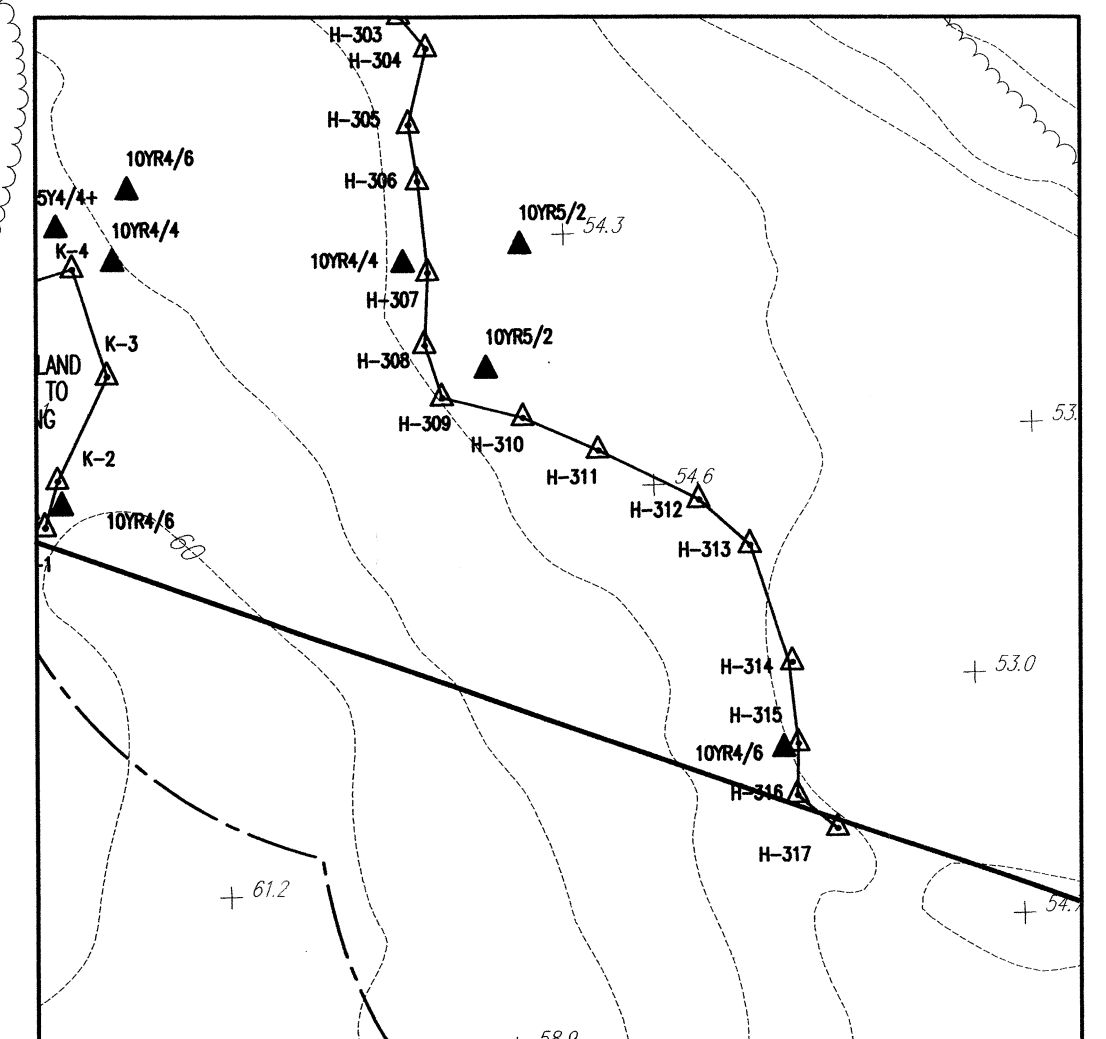 H-303
H-304
H-305
10YR4/6
H-306
5Y4/4+
10YR5/2
54.3
10YR4/4
K-4
10YR4/4
H-307
10YR5/2
K-3
H-308
LAND
TO
NG
53.
H-309
H-310
K-2
H-311
54.6
H-312
10YR4/6
60
H-313
-1
H-314
53.0
H-315
10YR4/6
H-316
H-317
61.2
54.
58.9